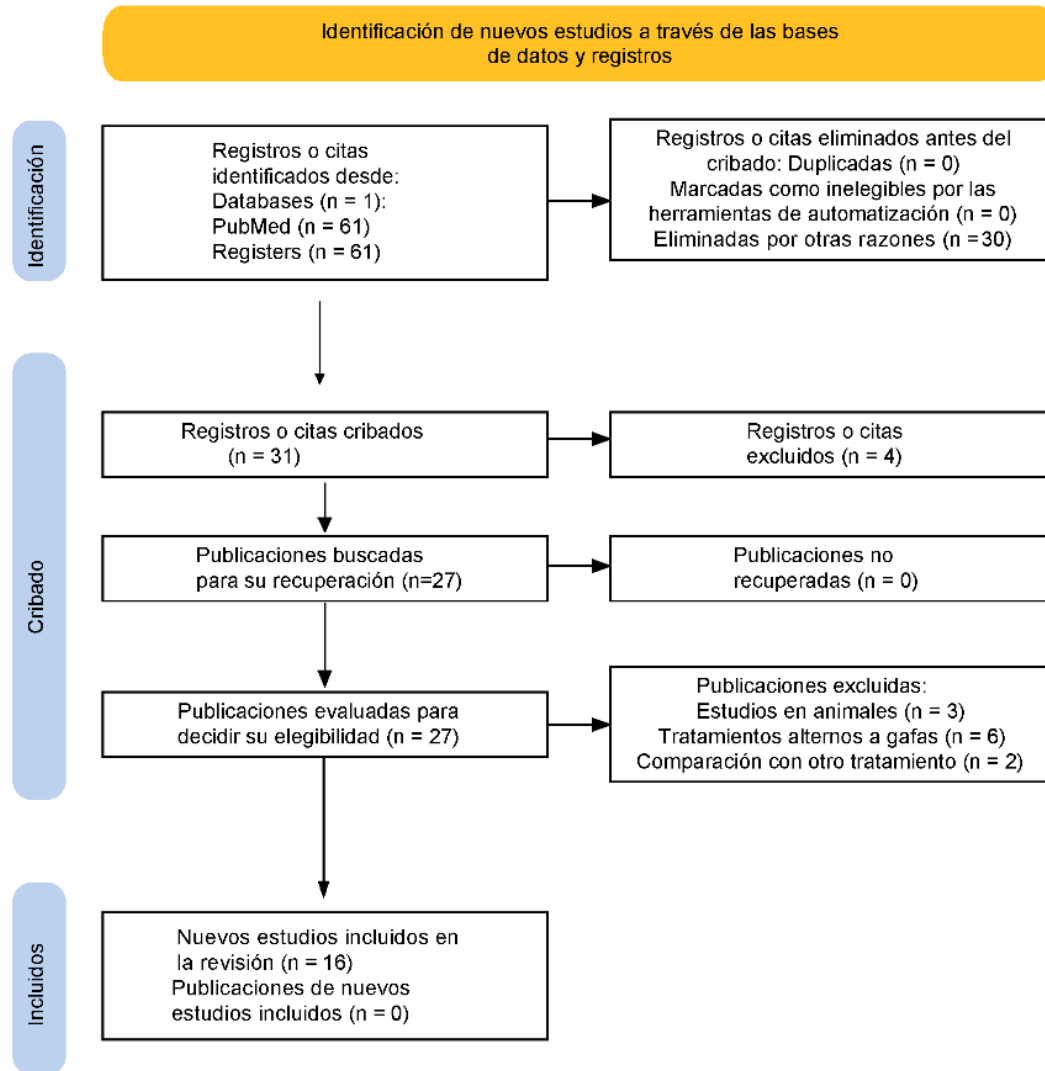 Identificación de nuevos estudios a través de las bases
de datos y registros
Identificación
Registros o citas
identificados desde:
Databases (n = 1):
PubMed (n = 61)
Registers (n = 61)
Registros o citas eliminados antes del
cribado: Duplicadas (n = 0)
Marcadas como inelegibles por las
herramientas de automatización (n = 0)
Eliminadas por otras razones (n =30)
Cribado
Registros o citas cribados
(n = 31)
Registros o citas
excluidos (n = 4)
Publicaciones buscadas
para su recuperación (n=27)
Publicaciones no
recuperadas (n = 0)
Publicaciones evaluadas para
decidir su elegibilidad (n = 27)
Publicaciones excluidas:
Estudios en animales (n = 3)
Tratamientos alternos a gafas (n = 6)
Comparación con otro tratamiento (n = 2)
Incluidos
Nuevos estudios incluidos en
la revisión (n = 16)
Publicaciones de nuevos
estudios incluidos (n = 0)